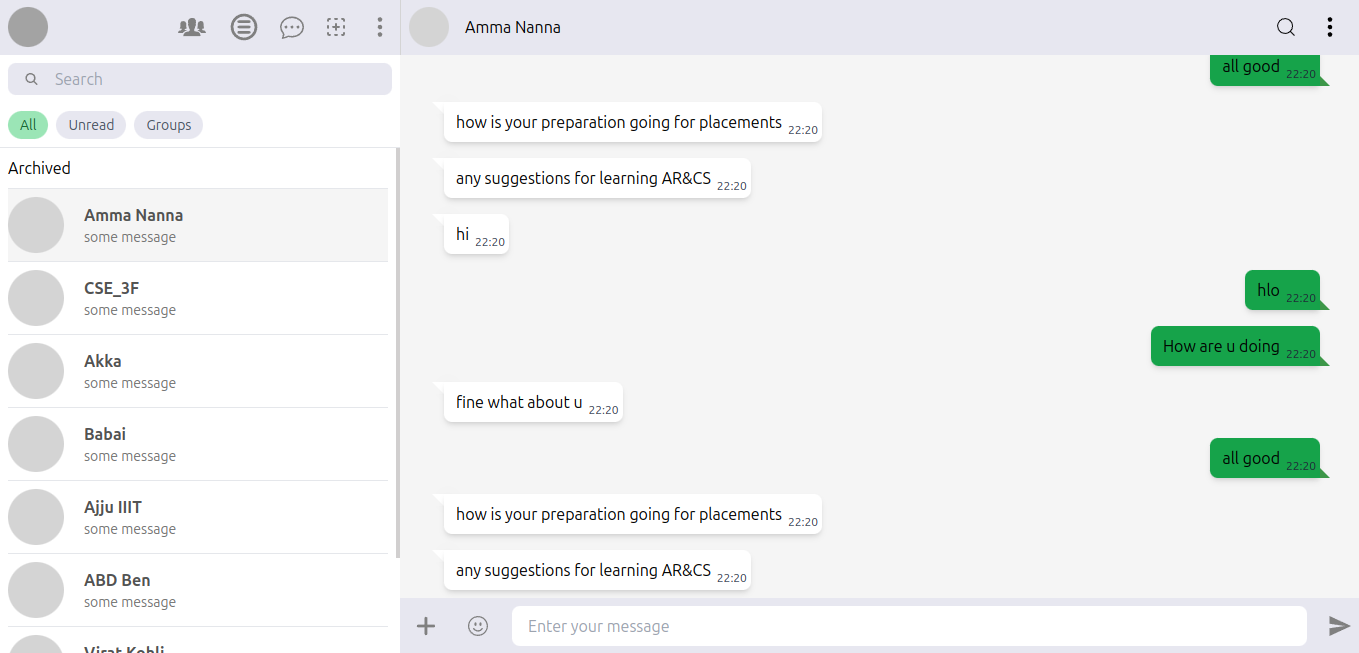 Search
All Unread Groups
Archived
Amma Nanna
some message
CSE_3F
some message
Akka
some message
Babai
some message
Ajju IIIT
some message
ABD Ben
some message
Virat Kohli
Amma Nanna
all good 22:20
how is your preparation going for placements 22:20
any suggestions for learning AR&CS 22:20
hi 22:20
hlo 22:20
How are u doing 22:20
fine what about u 22:20
all good 22:20
how is your preparation going for placements 22:20
any suggestions for learning AR&CS 22:20
Enter your message